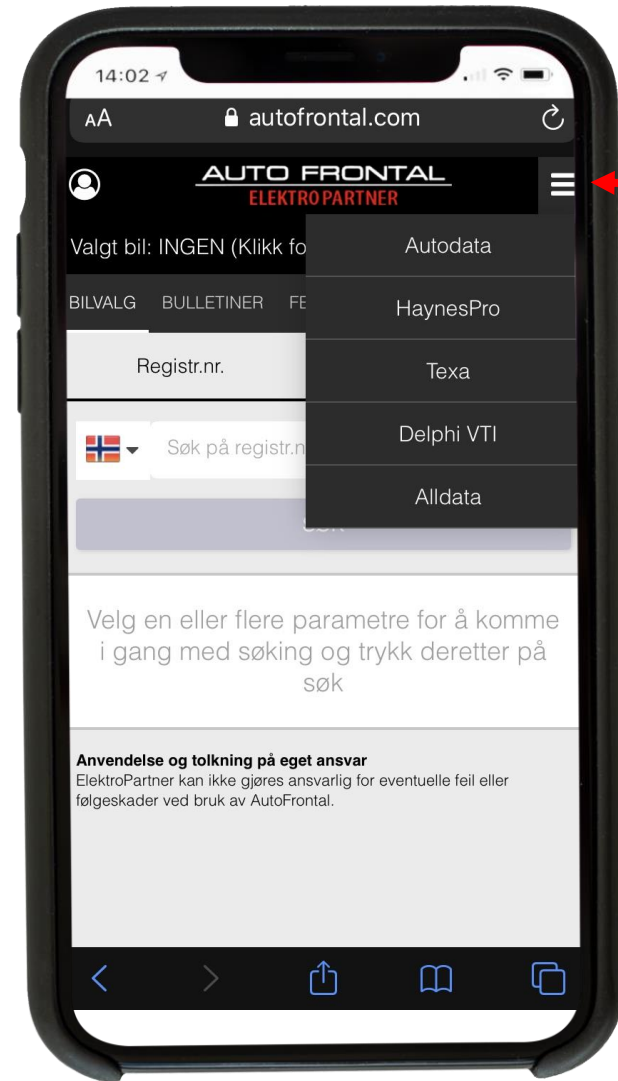 14:02
AA autofrontal.com
AUTO FRONTAL
ELEKTROPARTNER
Valgt bil: INGEN (Klikk fo
Autodata
BILVALG BULLETINER FE
HaynesPro
Registr.nr.
Texa
Søk på registr.n
Delphi VTI
Alldata
Velg en eller flere parametre for å komme
i gang med søking og trykk deretter på
søk
Anvendelse og tolkning på eget ansvar
ElektroPartner kan ikke gjøres ansvarlig for eventuelle feil eller
følgeskader ved bruk av AutoFrontal.